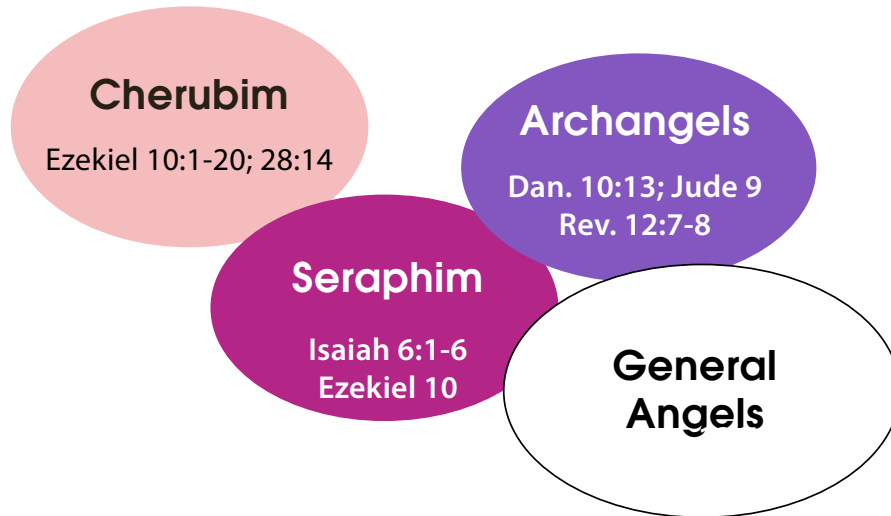 Cherubim
Ezekiel 10:1-20; 28:14
Archangels
Dan. 10:13; Jude 9
Rev. 12:7-8
Seraphim
Isaiah 6:1-6
Ezekiel 10
General
Angels